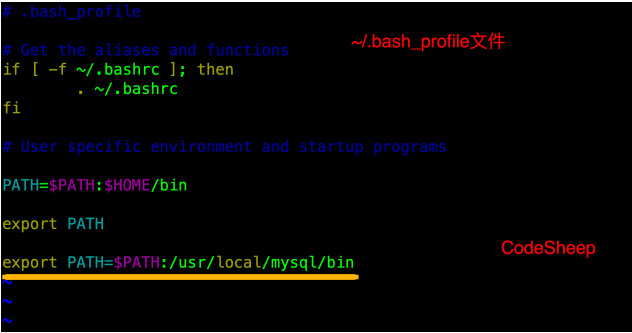 # .bash_profile
# Get the aliases and functions
~/.bash_profile文件
if [ -f ~/.bashrc ]; then
        . ~/.bashrc
fi
# User specific environment and startup programs
PATH=$PATH:$HOME/bin
export PATH
CodeSheep
export PATH=$PATH:/usr/local/mysql/bin
~
~
~